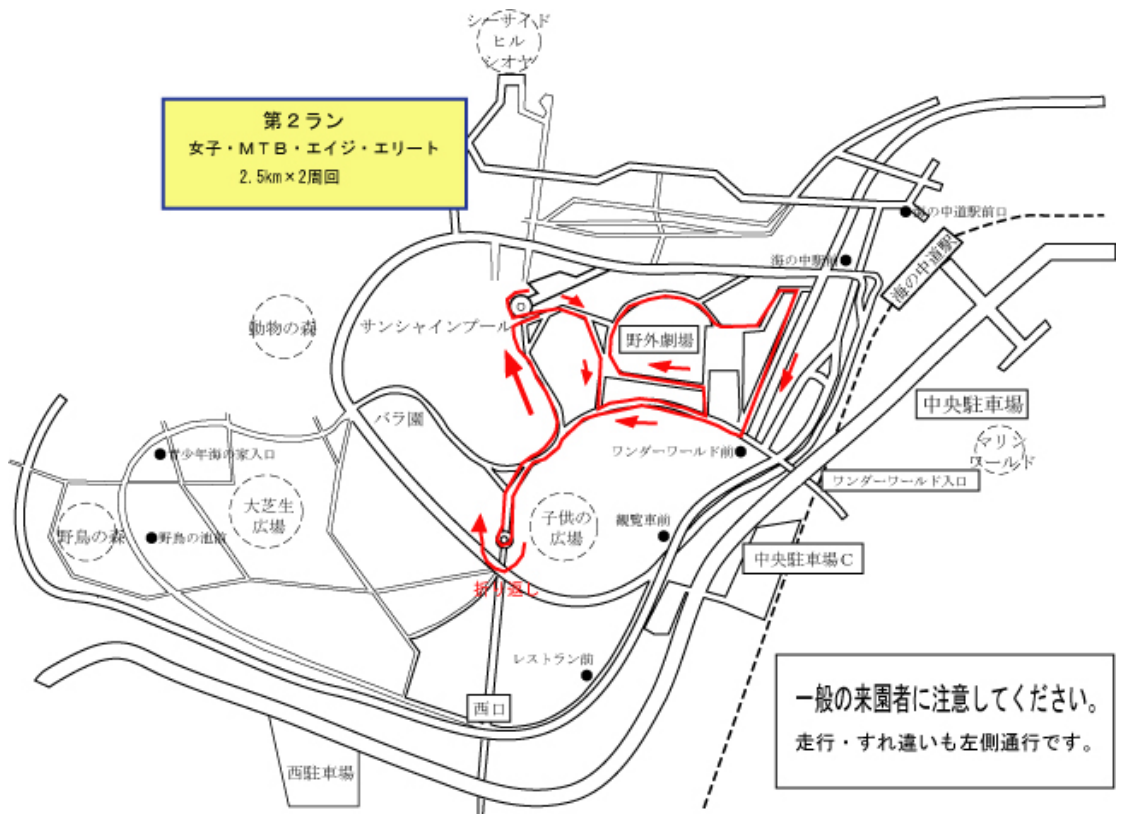 シーサイド
ヒル
シオヤ
第２ラン
女子・ＭＴＢ・エイジ・エリート
2.5km×2周回
海の中道駅前口
海の中道駅
海の中駅前
動物の森
サンシャインプール
野外劇場
中央駐車場
バラ園
マリン
ワールド
青少年海の家入口
ワンダーワールド前
ワンダーワールド入口
大芝生
広場
子供の
広場
観覧車前
野鳥の森
野鳥の池前
中央駐車場Ｃ
折り返し
レストラン前
西口
西駐車場
一般の来園者に注意してください。
走行・すれ違いも左側通行です。